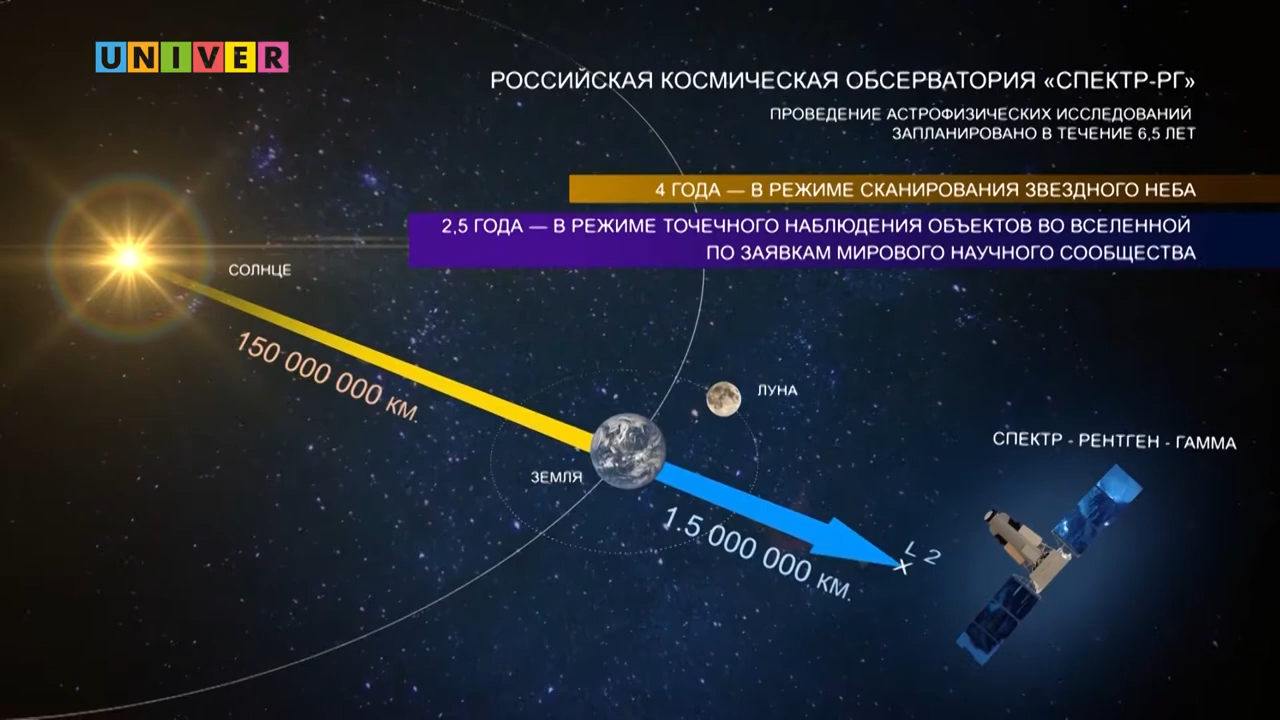 UNIVER
РОССИЙСКАЯ КОСМИЧЕСКАЯ ОБСЕРВАТОРИЯ «СПЕКТР-РГ»
ПРОВЕДЕНИЕ АСТРОФИЗИЧЕСКИХ ИССЛЕДОВАНИЙ
ЗАПЛАНИРОВАНО В ТЕЧЕНИЕ 6,5 ЛЕТ
4 ГОДА — В РЕЖИМЕ СКАНИРОВАНИЯ ЗВЕЗДНОГО НЕБА
2,5 ГОДА — В РЕЖИМЕ ТОЧЕЧНОГО НАБЛЮДЕНИЯ ОБЪЕКТОВ ВО ВСЕЛЕННОЙ
ПО ЗАЯВКАМ МИРОВОГО НАУЧНОГО СООБЩЕСТВА
СОЛНЦЕ
150 000 000 КМ.
ЛУНА
ЗЕМЛЯ
СПЕКТР - РЕНТГЕН - ГАММА
1.5 000 000 КМ.
L 2